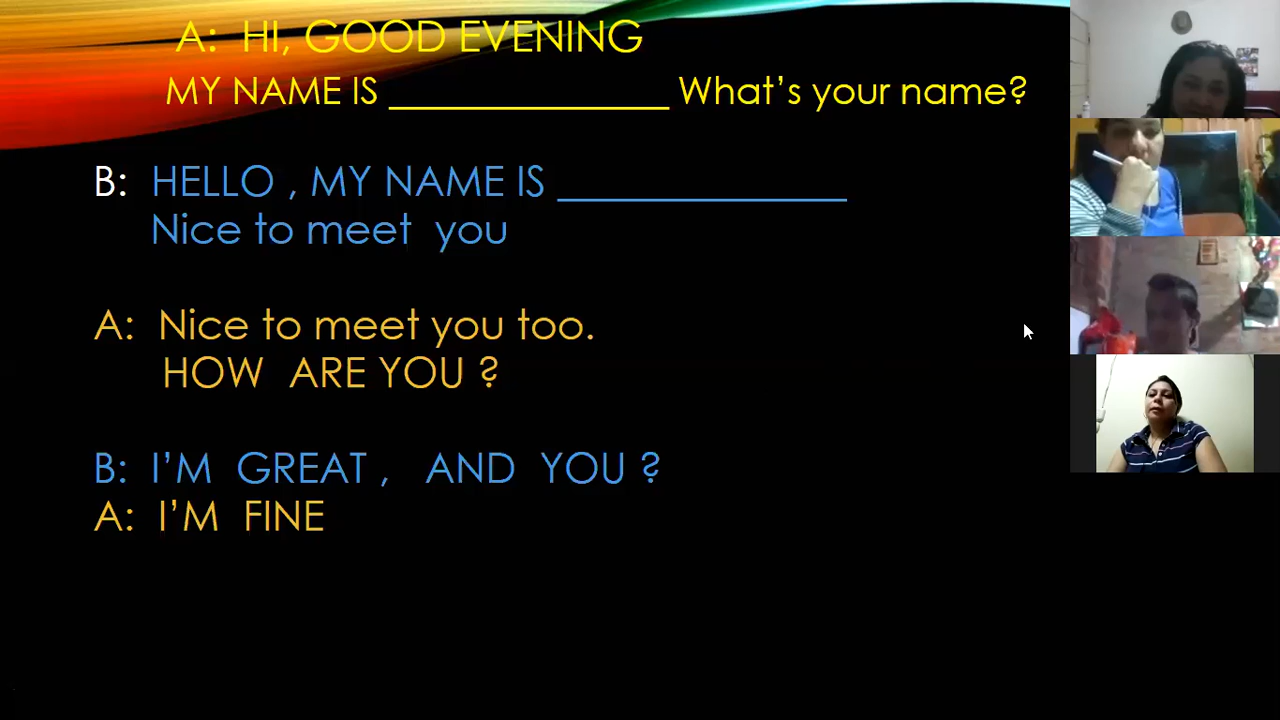 A: HI, GOOD EVENING
MY NAME IS ______________ What's your name?
B: HELLO , MY NAME IS ______________
Nice to meet you
A: Nice to meet you too.
HOW ARE YOU ?
B: I'M GREAT , AND YOU ?
A: I'M FINE